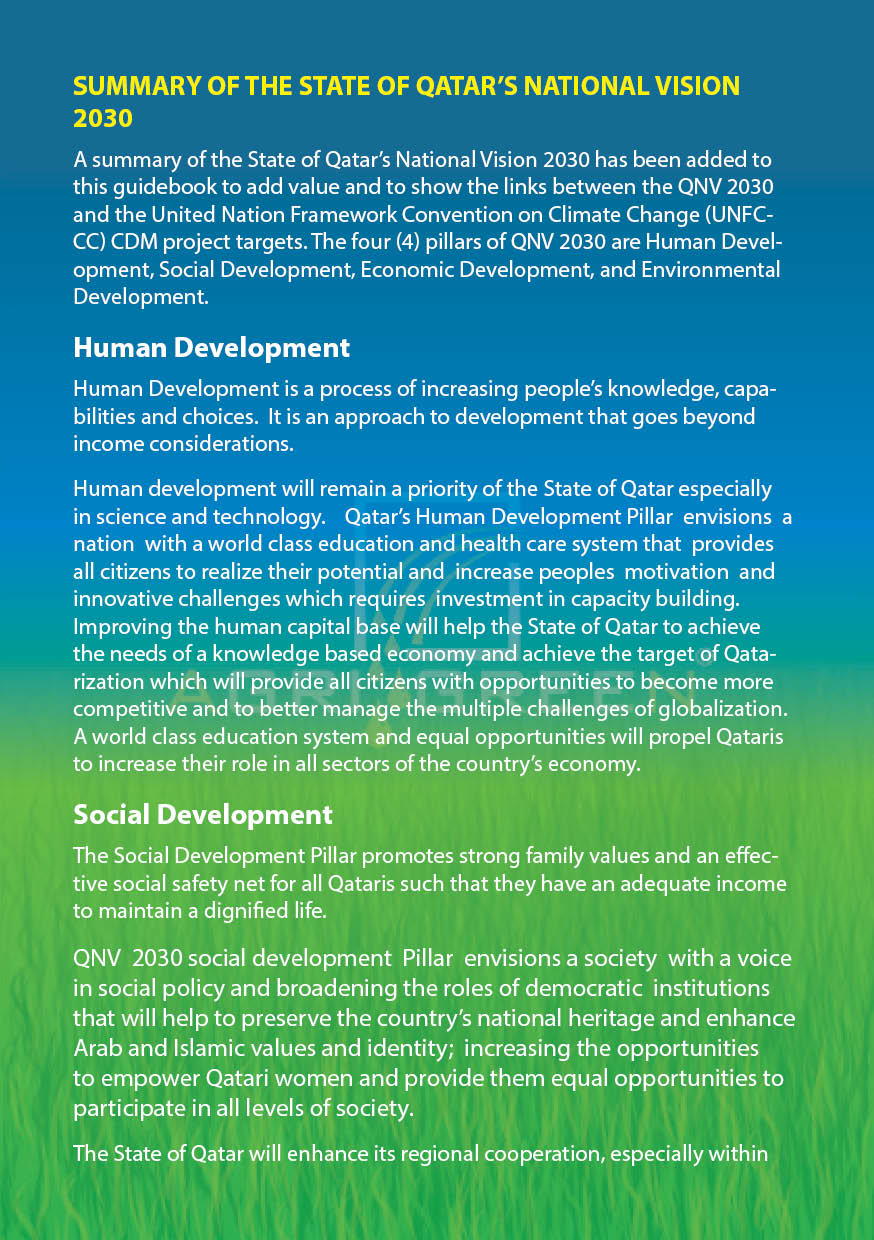 SUMMARY OF THE STATE OF QATAR’S NATIONAL VISION
2030
A summary of the State of Qatar’s National Vision 2030 has been added to
this guidebook to add value and to show the links between the QNV 2030
and the United Nation Framework Convention on Climate Change (UNFC-
CC) CDM project targets. The four (4) pillars of QNV 2030 are Human Devel-
opment, Social Development, Economic Development, and Environmental
Development.
Human Development
Human Development is a process of increasing people’s knowledge, capa-
bilities and choices.  It is an approach to development that goes beyond
income considerations.
Human development will remain a priority of the State of Qatar especially
in science and technology.    Qatar’s Human Development Pillar  envisions  a
nation  with a world class education and health care system that  provides
all citizens to realize their potential and  increase peoples  motivation  and
innovative challenges which requires  investment in capacity building.
Improving the human capital base will help the State of Qatar to achieve
the needs of a knowledge based economy and achieve the target of Qata-
rization which will provide all citizens with opportunities to become more
competitive and to better manage the multiple challenges of globalization.
A world class education system and equal opportunities will propel Qataris
to increase their role in all sectors of the country’s economy.
AGRI GREEN
Social Development
The Social Development Pillar promotes strong family values and an effec-
tive social safety net for all Qataris such that they have an adequate income
to maintain a dignified life.
QNV  2030 social development  Pillar  envisions a society  with a voice
in social policy and broadening the roles of democratic  institutions
that will help to preserve the country’s national heritage and enhance
Arab and Islamic values and identity;  increasing the opportunities
to empower Qatari women and provide them equal opportunities to
participate in all levels of society.
The State of Qatar will enhance its regional cooperation, especially within